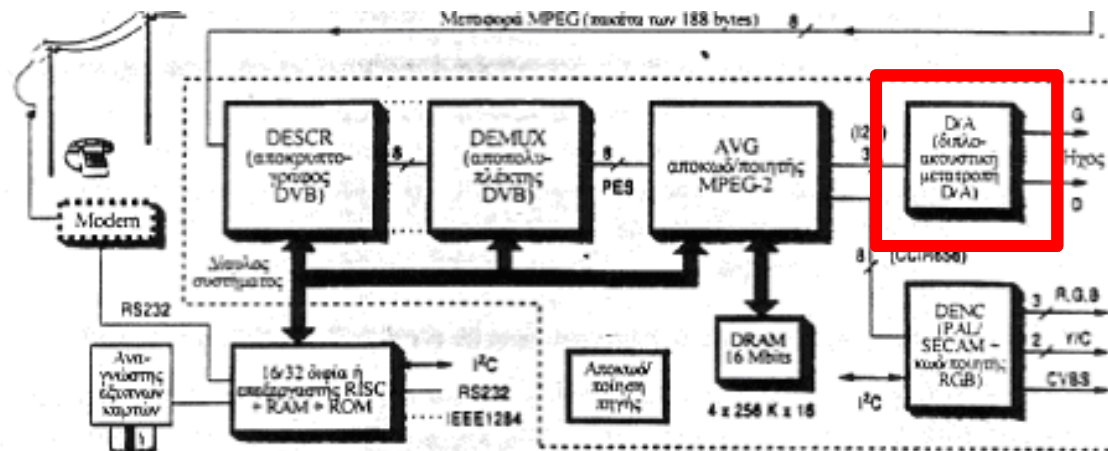 Μεταφορά MPEG (πακέτα των 188 bytes)
8
DESCR
(αποκρυπτο-
γράφος
DVB)
8
DEMUX
(αποπολυ-
πλέκτης
DVB)
8
PES
AVG
αποκωδ/ποιητής
MPEG-2
3
D/A
(διπλο-
ακουστική
μετατροπή
D/A)
G
Ήχος
D
Modem
Δίαυλος
συστήματος
RS232
8
(CCIR656)
DENC
(PAL/
SECAM +
κωδ/ποιητής
RGB)
3
R.G.B
2
Y/C
CVBS
I²C
DRAM
16 Mbits
4 x 256 K x 16
Αποκωδ/
ποίηση
πηγής
Ανα-
γνώστης
έξυπνων
καρτών
16/32 διφία ή
επεξεργαστής RISC
+ RAM + ROM
I²C
RS232
IEEE1284